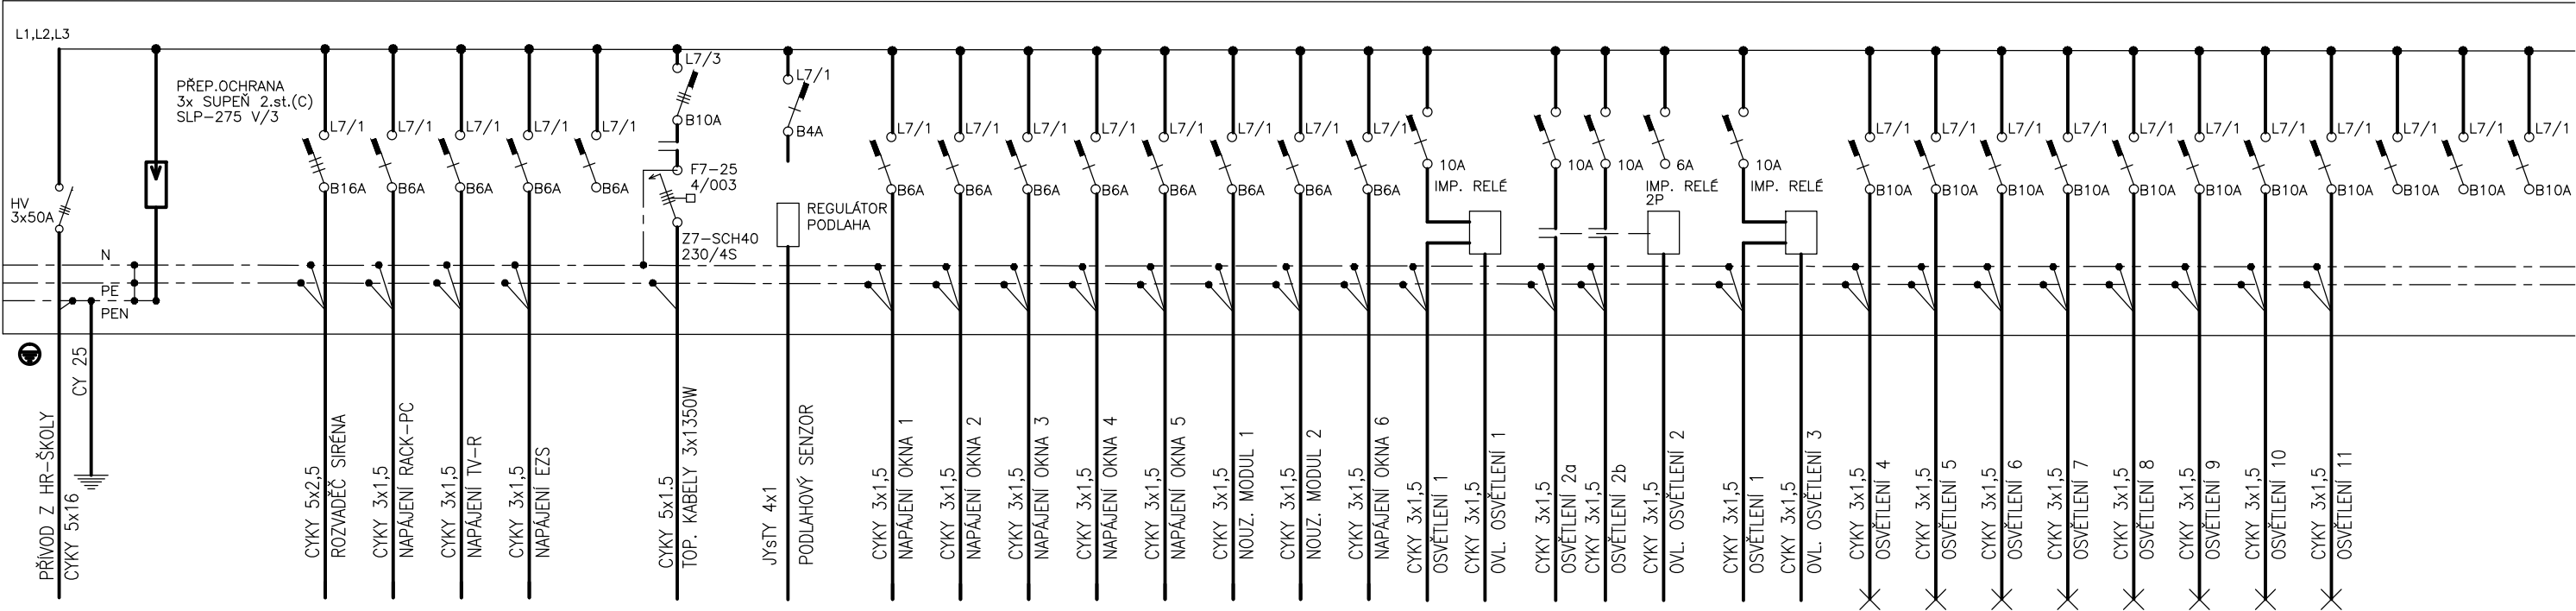 L1,L2,L3
PŘEP.OCHRANA
3x SUPEŇ 2.st.(C)
SLP-275 V/3
HV
3x50A
N
PE
PEN
L7/1
B16A
L7/1
B6A
L7/1
B6A
L7/1
B6A
L7/1
B6A
L7/3
B10A
F7-25
4/003
Z7-SCH40
230/4S
L7/1
B4A
REGULÁTOR
PODLAHA
L7/1
B6A
L7/1
B6A
L7/1
B6A
L7/1
B6A
L7/1
B6A
L7/1
B6A
L7/1
B6A
L7/1
B6A
10A
IMP. RELÉ
10A
10A
6A
IMP. RELÉ
2P
10A
IMP. RELÉ
L7/1
B10A
L7/1
B10A
L7/1
B10A
L7/1
B10A
L7/1
B10A
L7/1
B10A
L7/1
B10A
L7/1
B10A
L7/1
B10A
L7/1
B10A
L7/1
B10A
PŘÍVOD Z HR-ŠKOLY
CYKY 5x16
CY 25
CYKY 5x2,5
ROZVADĚČ SIRÉNA
CYKY 3x1,5
NAPÁJENÍ RACK-PC
CYKY 3x1,5
NAPÁJENÍ TV-R
CYKY 3x1,5
NAPÁJENÍ EZS
CYKY 5x1.5
TOP. KABELY 3x1350W
JYsTY 4x1
PODLAHOVÝ SENZOR
CYKY 3x1,5
NAPÁJENÍ OKNA 1
CYKY 3x1,5
NAPÁJENÍ OKNA 2
CYKY 3x1,5
NAPÁJENÍ OKNA 3
CYKY 3x1,5
NAPÁJENÍ OKNA 4
CYKY 3x1,5
NAPÁJENÍ OKNA 5
CYKY 3x1,5
NOUZ. MODUL 1
CYKY 3x1,5
NOUZ. MODUL 2
CYKY 3x1,5
NAPÁJENÍ OKNA 6
CYKY 3x1,5
OSVĚTLENÍ 1
CYKY 3x1,5
OVL. OSVĚTLENÍ 1
CYKY 3x1,5
OSVĚTLENÍ 2a
CYKY 3x1,5
OSVĚTLENÍ 2b
CYKY 3x1,5
OVL. OSVĚTLENÍ 2
CYKY 3x1,5
OSVĚTLENÍ 1
CYKY 3x1,5
OVL. OSVĚTLENÍ 3
CYKY 3x1,5
OSVĚTLENÍ 4
CYKY 3x1,5
OSVĚTLENÍ 5
CYKY 3x1,5
OSVĚTLENÍ 6
CYKY 3x1,5
OSVĚTLENÍ 7
CYKY 3x1,5
OSVĚTLENÍ 8
CYKY 3x1,5
OSVĚTLENÍ 9
CYKY 3x1,5
OSVĚTLENÍ 10
CYKY 3x1,5
OSVĚTLENÍ 11